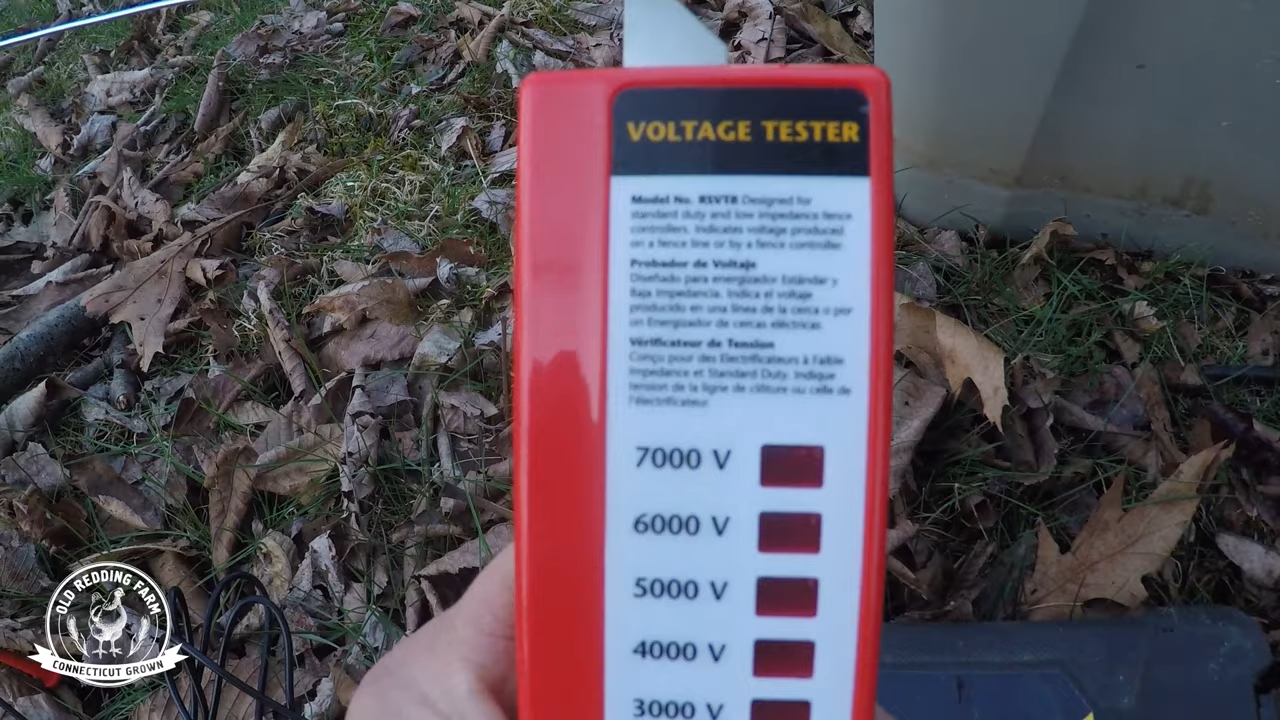 VOLTAGE TESTER
Model No. RSVT8 Designed for
standard duty and low impedance fence
controllers. Indicates voltage produced
on a fence line or by a fence controller.
Probador de Voltaje
Diseñado para energizador Estándar y
Baja Impedancia. Indica el voltaje
producido en una línea de la cerca o por
un Energizador de cercas eléctricas.
Vérificateur de Tension
Conçu pour des Electrificateurs à Faible
Impedance et Standard Duty. Indique
tension de la ligne de clôture ou celle de
l'électrificateur.
7000 V
6000 V
5000 V
4000 V
3000 V
OLD REDDING FARM
CONNECTICUT GROWN